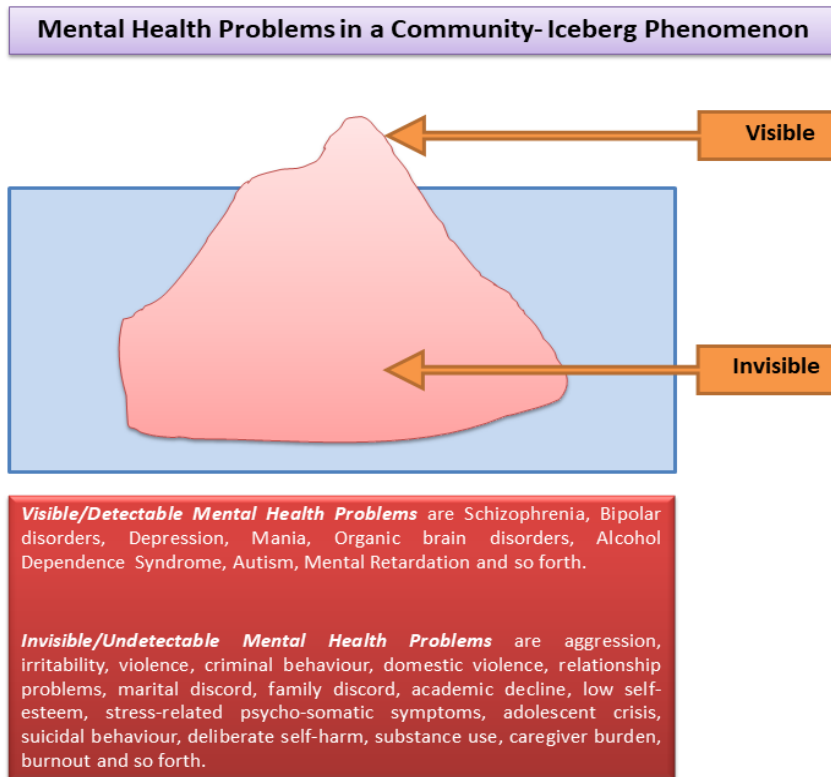 Mental Health Problems in a Community- Iceberg Phenomenon
Visible
Invisible
Visible/Detectable Mental Health Problems are Schizophrenia, Bipolar
disorders, Depression, Mania, Organic brain disorders, Alcohol
Dependence Syndrome, Autism, Mental Retardation and so forth.
Invisible/Undetectable Mental Health Problems are aggression,
irritability, violence, criminal behaviour, domestic violence, relationship
problems, marital discord, family discord, academic decline, low self-
esteem, stress-related psycho-somatic symptoms, adolescent crisis,
suicidal behaviour, deliberate self-harm, substance use, caregiver burden,
burnout and so forth.